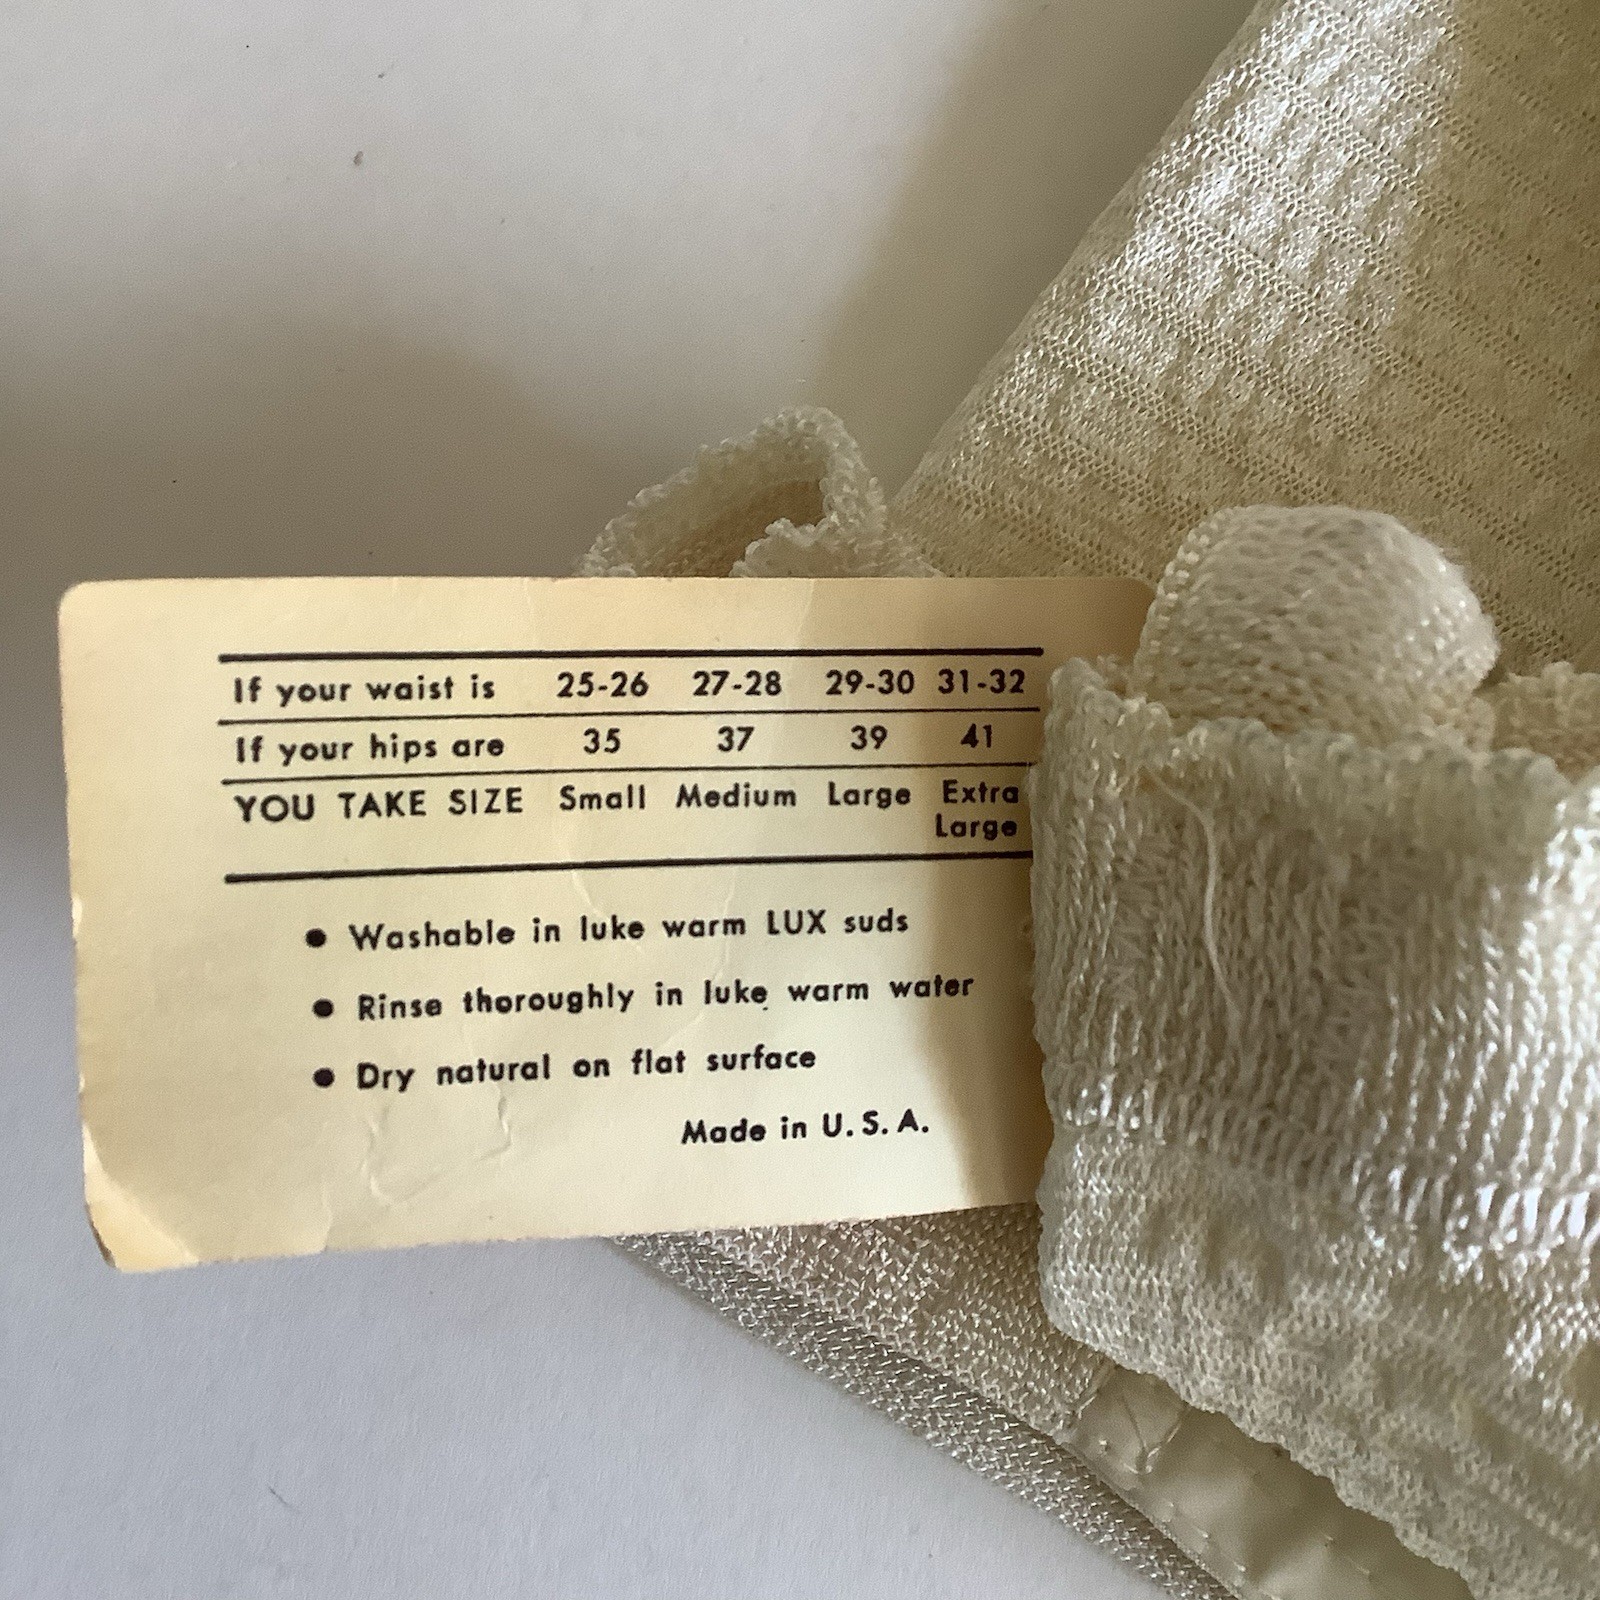 If your waist is 25-26 27-28 29-30 31-32
If your hips are 35 37 39 41
YOU TAKE SIZE Small Medium Large Extra
Large
● Washable in luke warm LUX suds
● Rinse thoroughly in luke warm water
● Dry natural on flat surface
Made in U.S.A.